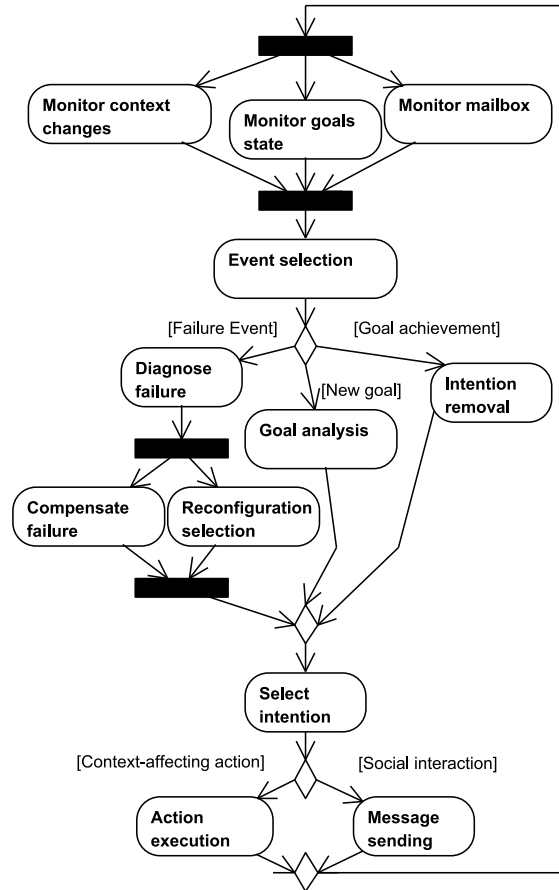 Monitor context
changes
Monitor goals
state
Monitor mailbox
Event selection
[Failure Event]
[Goal achievement]
Diagnose
failure
[New goal]
Intention
removal
Goal analysis
Compensate
failure
Reconfiguration
selection
Select
intention
[Context-affecting action]
[Social interaction]
Action
execution
Message
sending